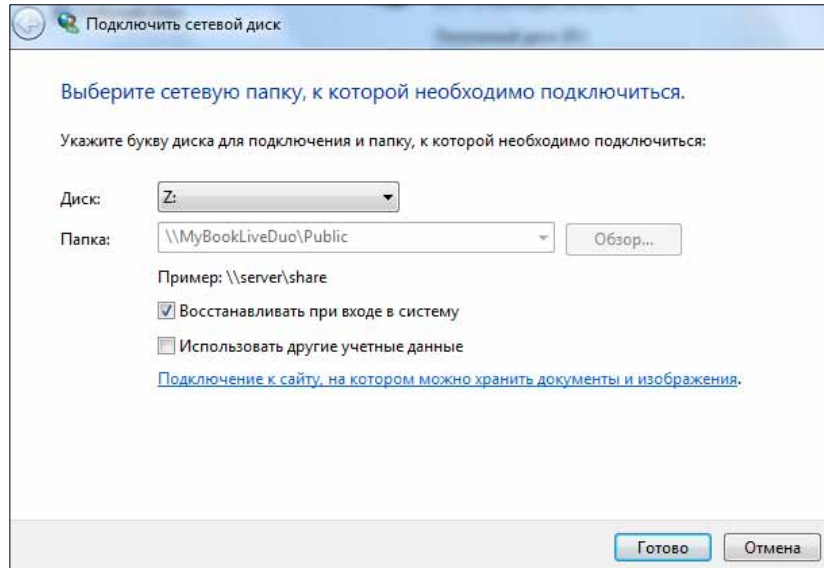 Подключить сетевой диск
Выберите сетевую папку, к которой необходимо подключиться.
Укажите букву диска для подключения и папку, к которой необходимо подключиться:
Диск: Z:
Папка: \\MyBookLiveDuo\Public Обзор...
Пример: \\server\share
Восстанавливать при входе в систему
Использовать другие учетные данные
Подключение к сайту, на котором можно хранить документы и изображения.
Готово Отмена